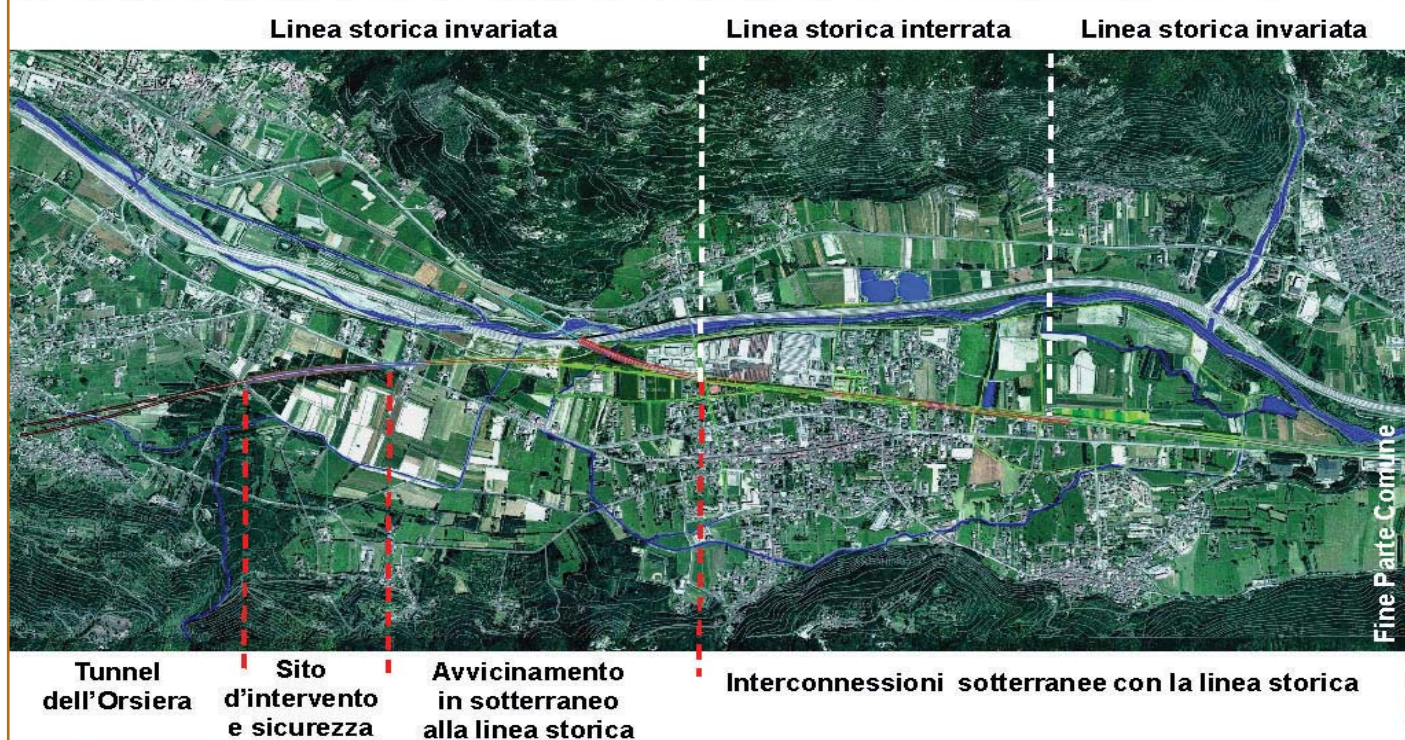 Linea storica invariata
Linea storica interrata
Linea storica invariata
Fine Parte Comune
Tunnel
dell'Orsiera
Sito
d'intervento
e sicurezza
Avvicinamento
in sotterraneo
alla linea storica
Interconnessioni sotterranee con la linea storica